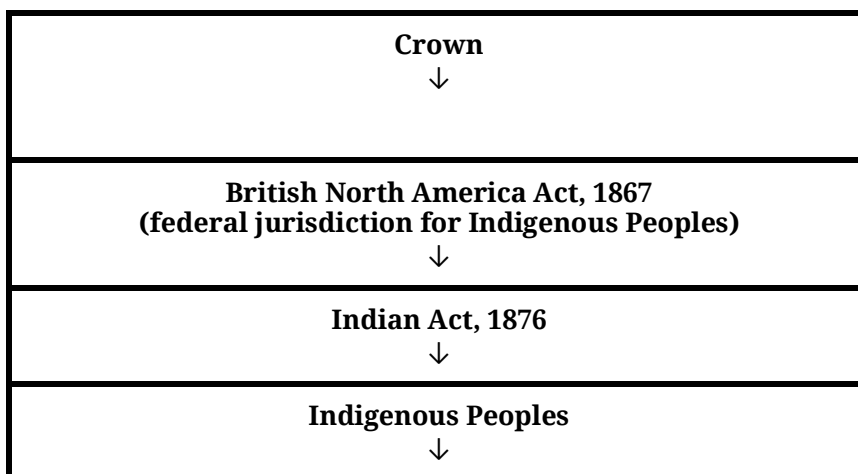 Crown
↓
British North America Act, 1867
(federal jurisdiction for Indigenous Peoples)
↓
Indian Act, 1876
↓
Indigenous Peoples
↓